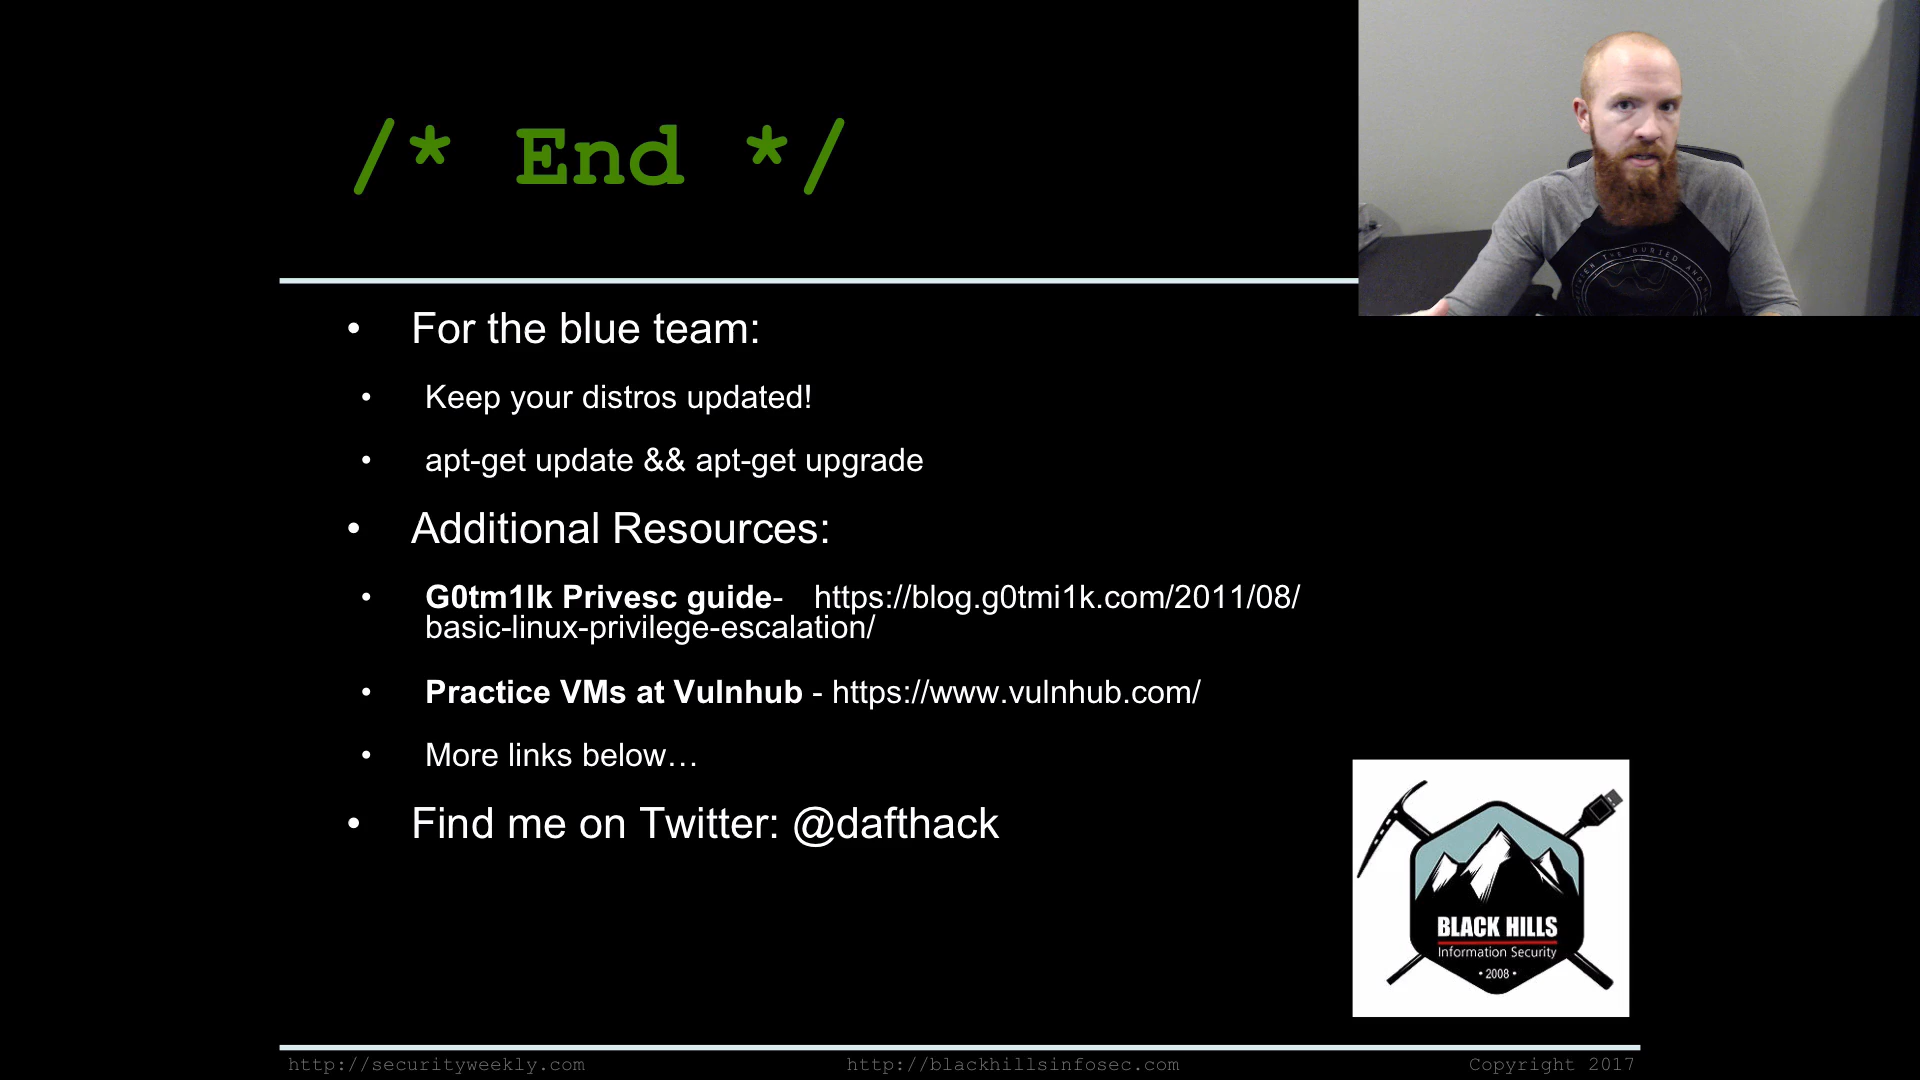 /* End */
• For the blue team:
• Keep your distros updated!
• apt-get update && apt-get upgrade
• Additional Resources:
• G0tm1lk Privesc guide- https://blog.g0tmi1k.com/2011/08/
basic-linux-privilege-escalation/
• Practice VMs at Vulnhub - https://www.vulnhub.com/
• More links below…
• Find me on Twitter: @dafthack
BLACK HILLS
Information Security
• 2008 •
http://securityweekly.com
http://blackhillsinfosec.com
Copyright 2017
THE BURIED AND